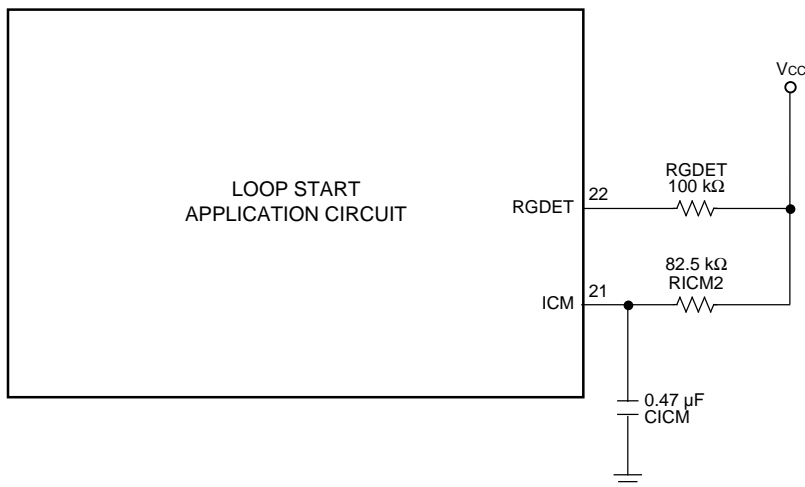 VCC
RGDET
100 kΩ
LOOP START
APPLICATION CIRCUIT
RGDET
22
82.5 kΩ
RICM2
ICM
21
0.47 µF
CICM